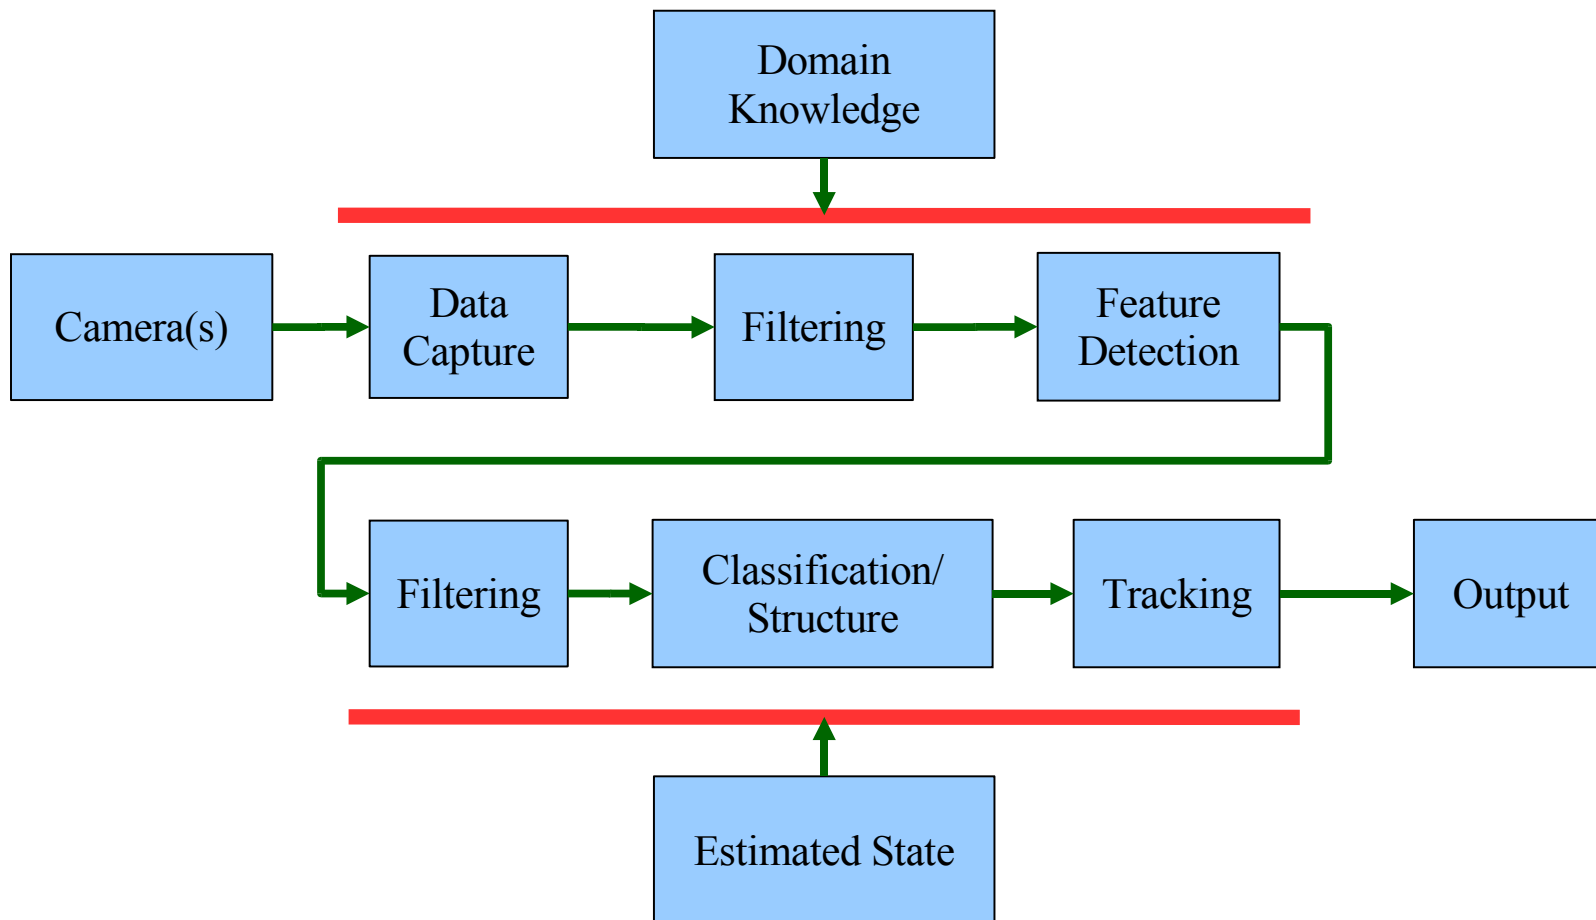 Domain
Knowledge
Camera(s)
Data
Capture
Filtering
Feature
Detection
Filtering
Classification/
Structure
Tracking
Output
Estimated State